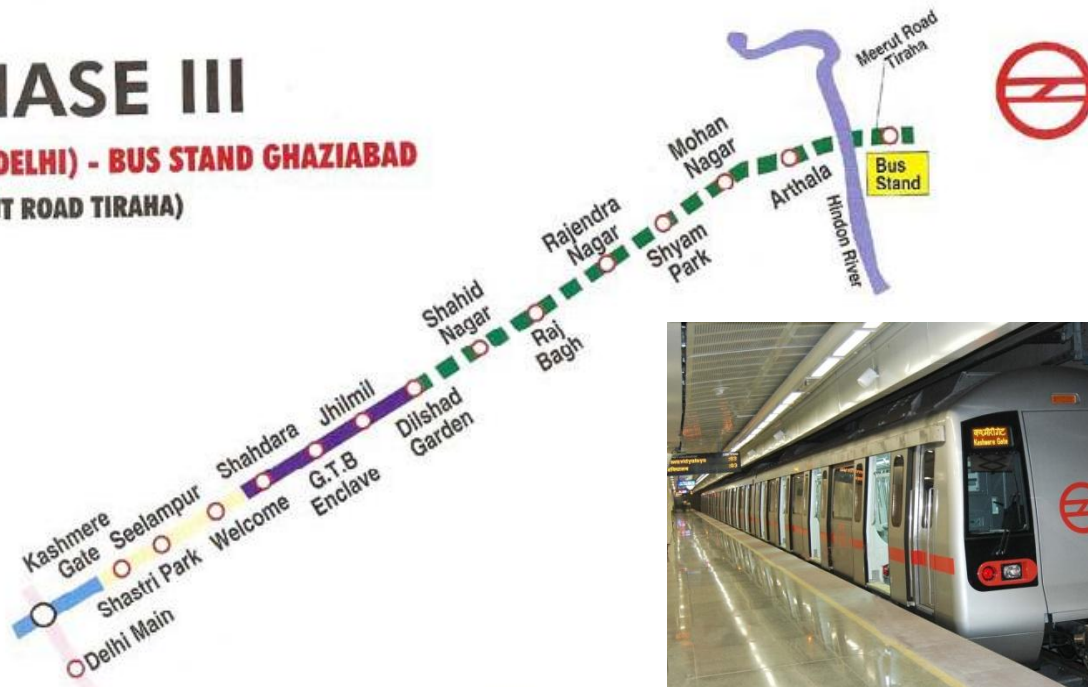 HASE III
DELHI) - BUS STAND GHAZIABAD
UT ROAD TIRAHA)
Meerut Road
Tiraha
Bus
Stand
Hindon River
Arthala
Mohan
Nagar
Shyam
Park
Rajendra
Nagar
Raj
Bagh
Shahid
Nagar
Dilshad
Garden
Jhilmil
G.T.B
Enclave
Shahdara
Welcome
Seelampur
Shastri Park
Kashmere
Gate
Delhi Main
Kashmere Gate